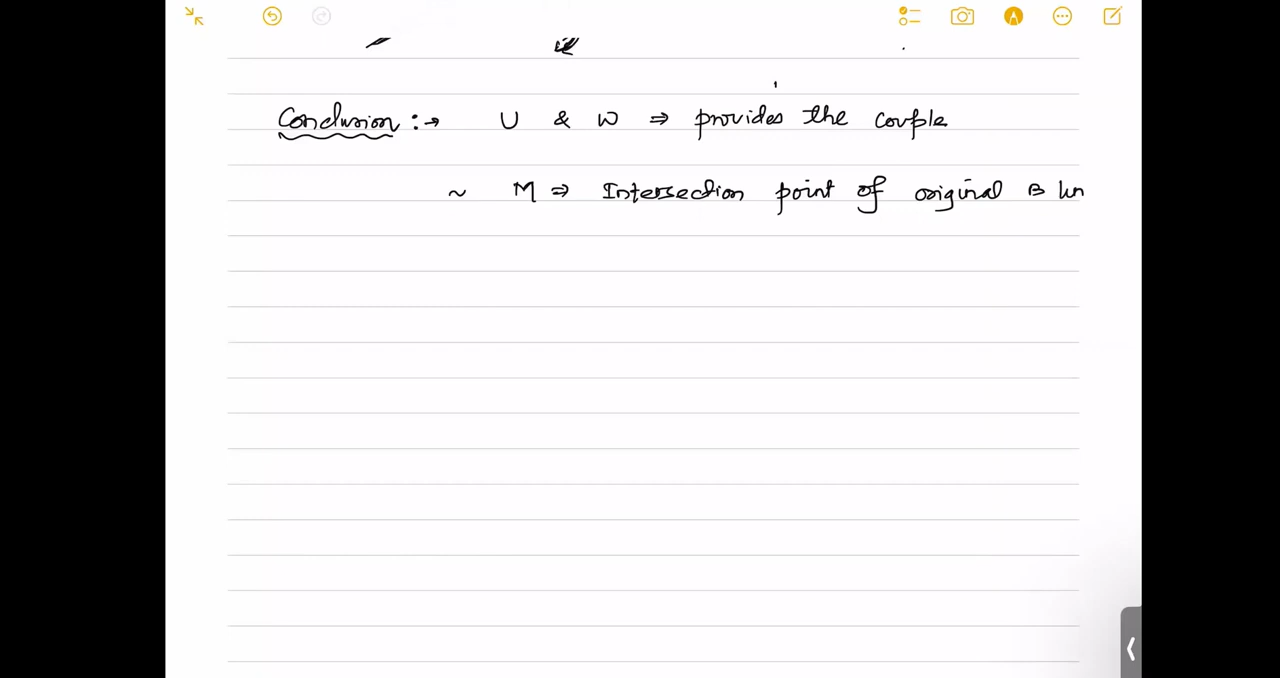 Conclusion :→ U & W ⇒ provides the couple
~ M ⇒ Intersection point of original B